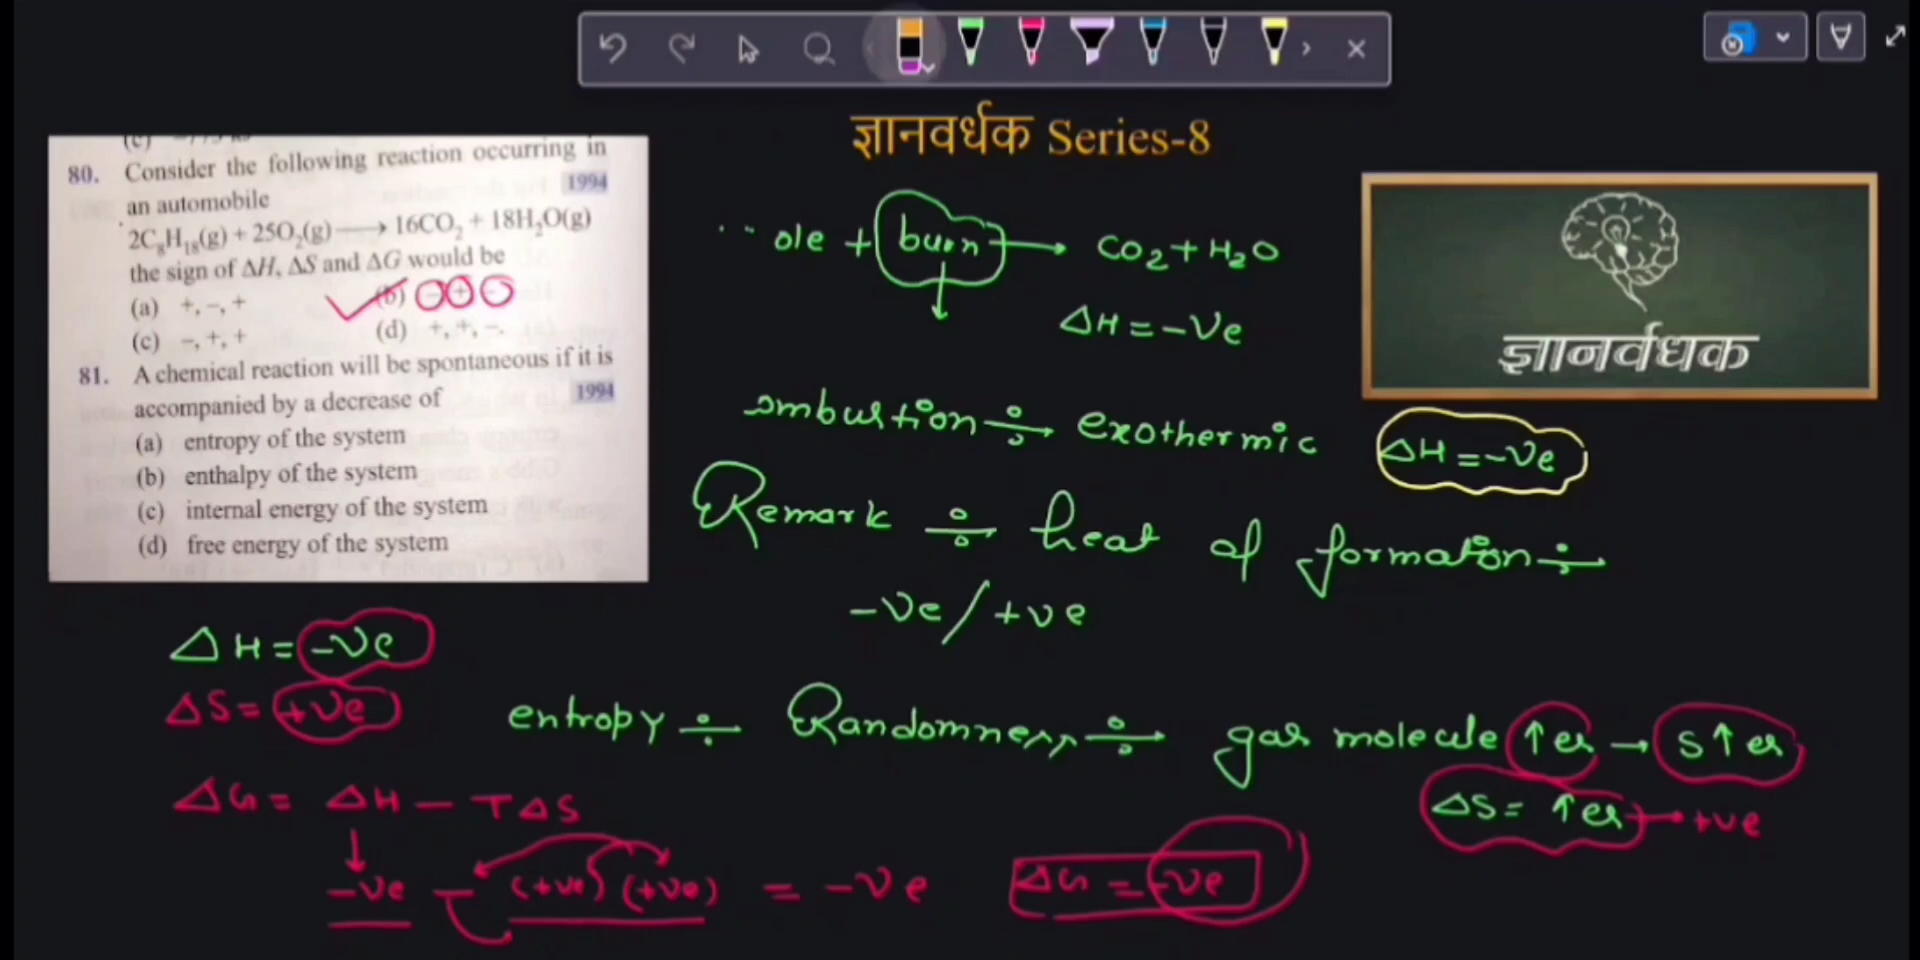 ज्ञानवर्धक Series-8
80. Consider the following reaction occurring in
an automobile 1994
2C₈H₁₈(g) + 25O₂(g) ⟶ 16CO₂ + 18H₂O(g)
the sign of ΔH, ΔS and ΔG would be
(a) +, −, + (b)
(c) −, +, + (d) +, +, −.
81. A chemical reaction will be spontaneous if it is
accompanied by a decrease of 1994
(a) entropy of the system
(b) enthalpy of the system
(c) internal energy of the system
(d) free energy of the system
ole + burn → CO2 + H2O
ΔH = -ve
ombustion ÷ exothermic ΔH = -ve
Remark ÷ heat of formation ÷
-ve / +ve
ज्ञानवर्धक
ΔH = -ve
ΔS = +ve
entropy ÷ Randomness ÷ gas molecule ↑es → S ↑es
ΔS = ↑es → +ve
ΔG = ΔH - TΔS
-ve - (+ve) (+ve) = -ve ΔG = -ve